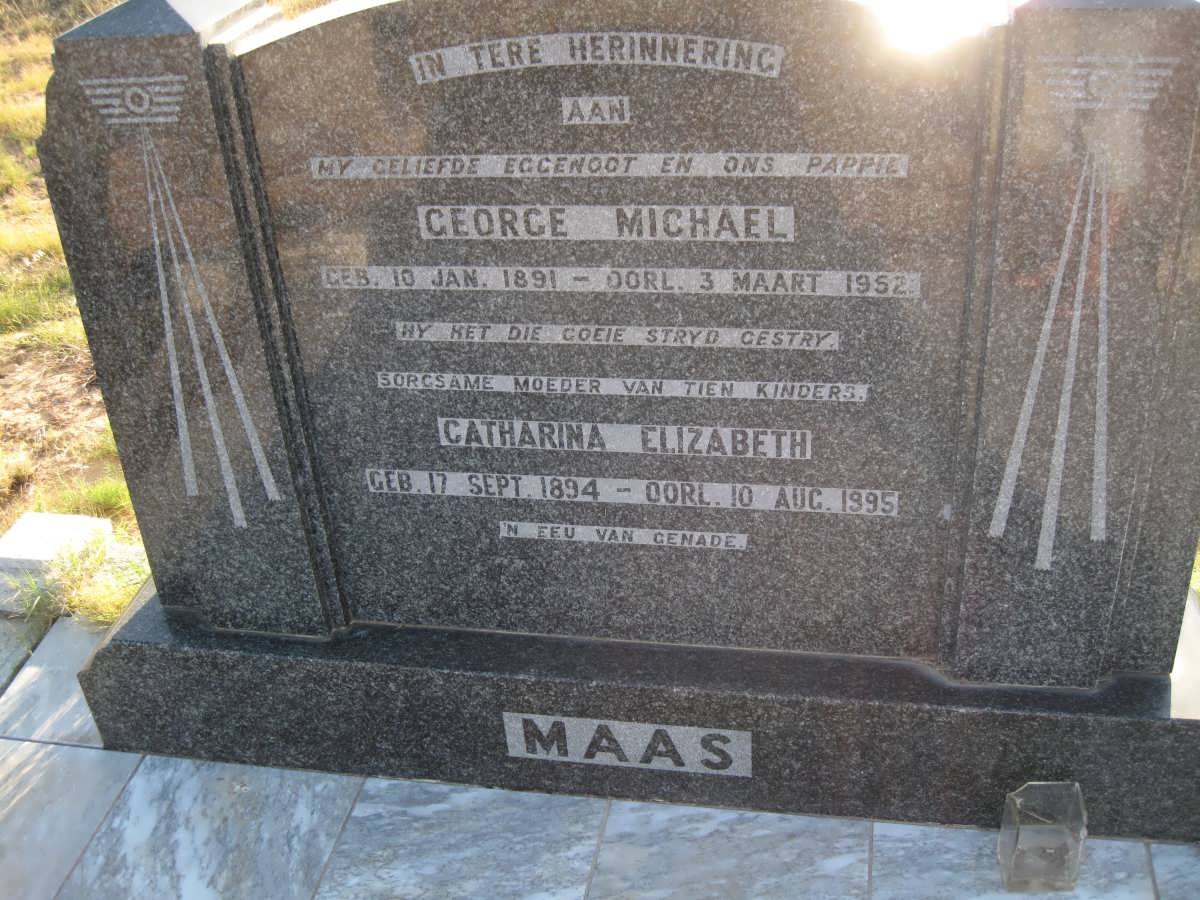 IN TERE HERINNERING
AAN
MY GELIEFDE EGGENOOT EN ONS PAPPIE
GEORGE MICHAEL
GEB. 10 JAN. 1891 – OORL. 3 MAART 1952.
HY HET DIE GOEIE STRYD GESTRY.
SORGSAME MOEDER VAN TIEN KINDERS.
CATHARINA ELIZABETH
GEB. 17 SEPT. 1894 – OORL. 10 AUG. 1995.
'N EEU VAN GENADE.
MAAS